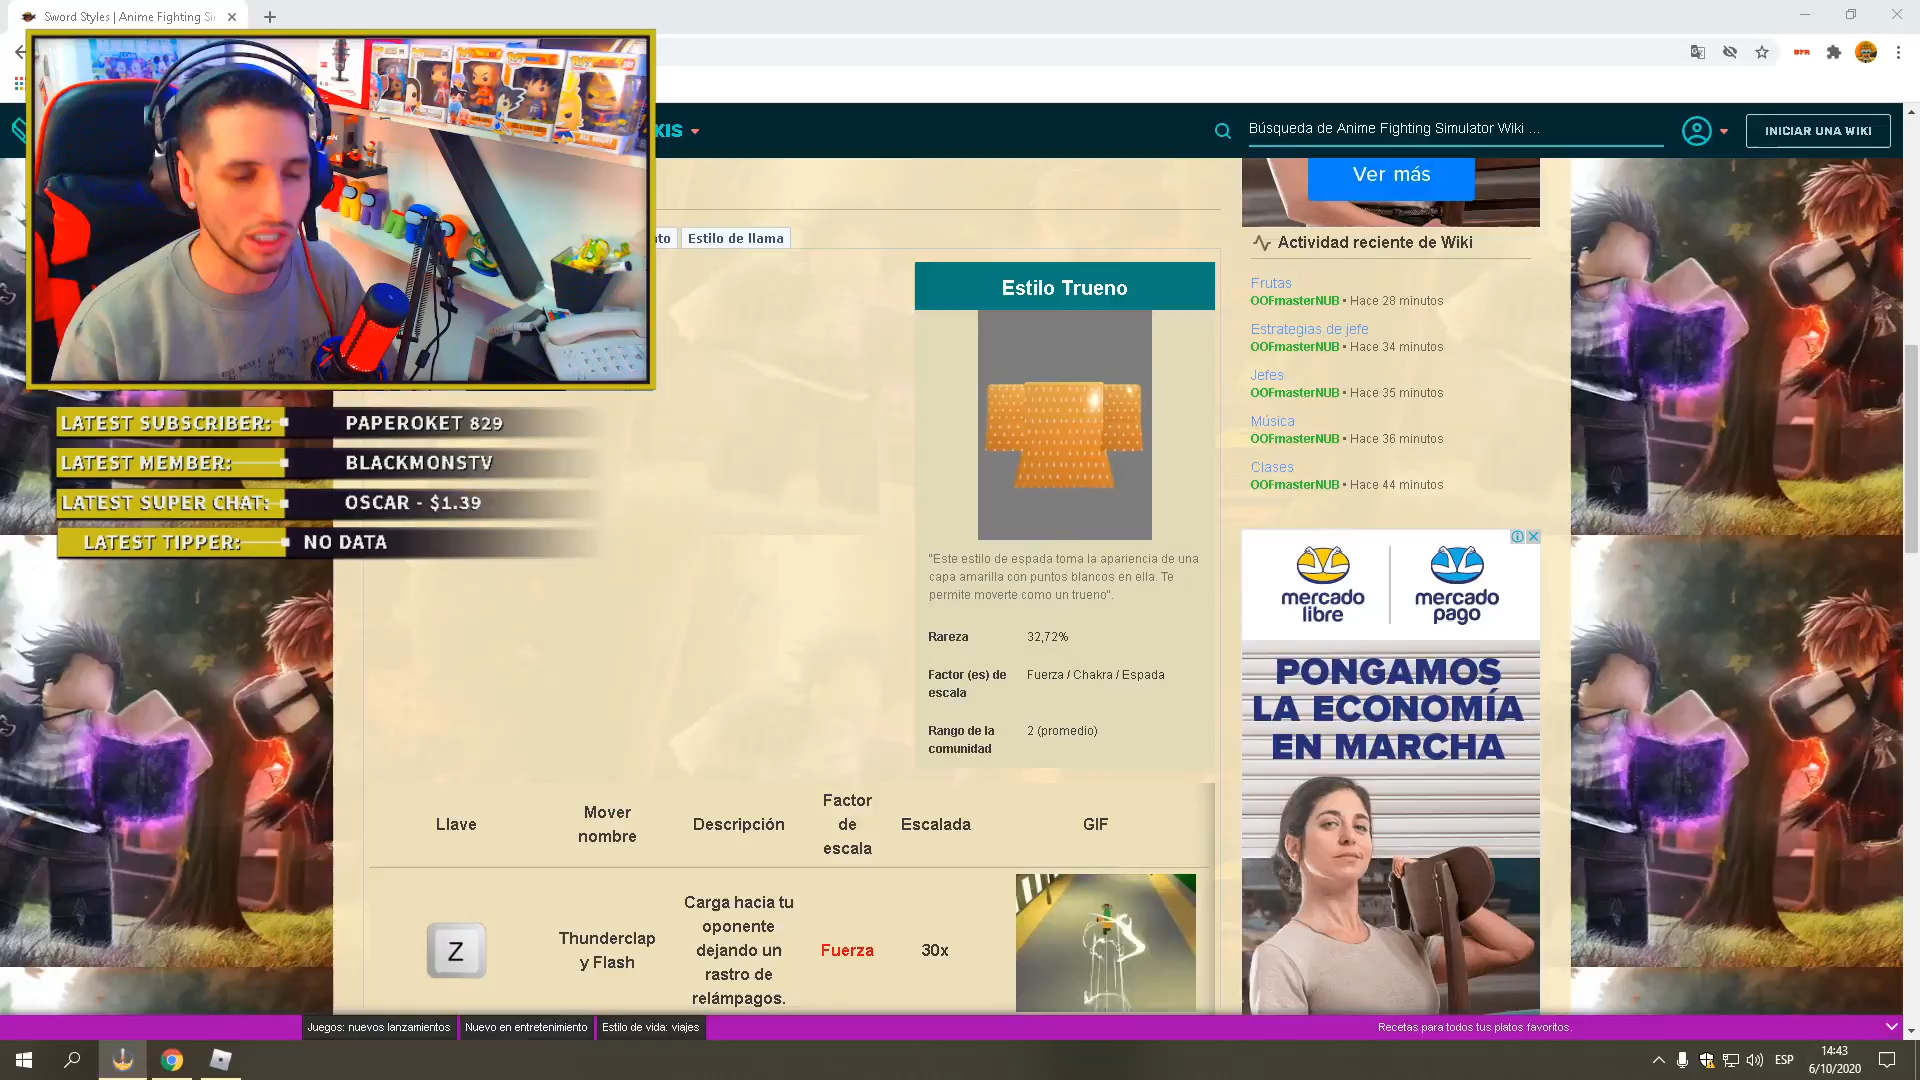 Sword Styles | Anime Fighting Si
KIS
Búsqueda de Anime Fighting Simulator Wiki ...
INICIAR UNA WIKI
Ver más
Estilo de llama
Actividad reciente de Wiki
Frutas
OOFmasterNUB • Hace 28 minutos
Estrategias de jefe
OOFmasterNUB • Hace 34 minutos
Jefes
OOFmasterNUB • Hace 35 minutos
Música
OOFmasterNUB • Hace 36 minutos
Clases
OOFmasterNUB • Hace 44 minutos
LATEST SUBSCRIBER: PAPEROKET 829
LATEST MEMBER: BLACKMONSTV
LATEST SUPER CHAT: OSCAR - $1.39
LATEST TIPPER: NO DATA
Estilo Trueno
"Este estilo de espada toma la apariencia de una
capa amarilla con puntos blancos en ella. Te
permite moverte como un trueno".
Rareza 32,72%
Factor (es) de Fuerza / Chakra / Espada
escala
Rango de la 2 (promedio)
comunidad
mercado mercado
libre pago
PONGAMOS
LA ECONOMÍA
EN MARCHA
Llave
Mover
nombre
Descripción
Factor
de
escala
Escalada
GIF
Z
Thunderclap
y Flash
Carga hacia tu
oponente
dejando un
rastro de
relámpagos.
Fuerza
30x
Juegos: nuevos lanzamientos
Nuevo en entretenimiento
Estilo de vida: viajes
Recetas para todos tus platos favoritos.
ESP
14:43
6/10/2020